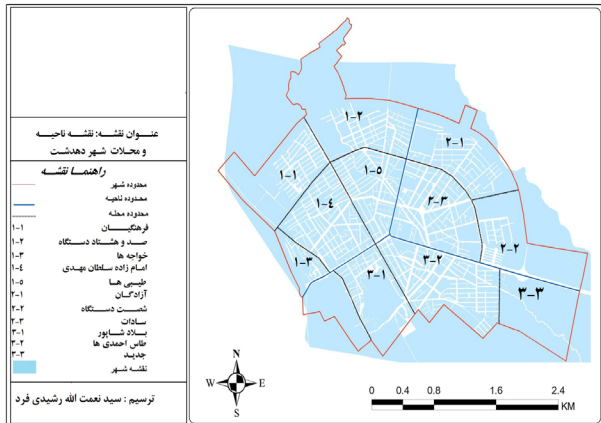 عنوان نقشه: نقشه ناحیه
و محلات شهر دهدشت
راهنما نقشه
محدوده شهر
محدوده ناحیه
محدوده محله
۱-۱ فرهنگیان
۱-۲ صد و هشتاد دستگاه
۱-۳ خواجه ها
۱-۴ امام زاده سلطان مهدی
۱-۵ طیبی ها
۲-۱ آزادگان
۲-۲ شصت دستگاه
۲-۳ سادات
۳-۱ بلاد شاپور
۳-۲ طاس احمدی ها
۳-۳ جدید
نقشه شهر
ترسیم : سید نعمت الله رشیدی فرد
۱-۲
۲-۱
۱-۱
۱-۵
۱-۴
۲-۳
۲-۲
۱-۳
۳-۱
۳-۲
۳-۳
N
W E
S
0 0.4 0.8 1.6 2.4
KM